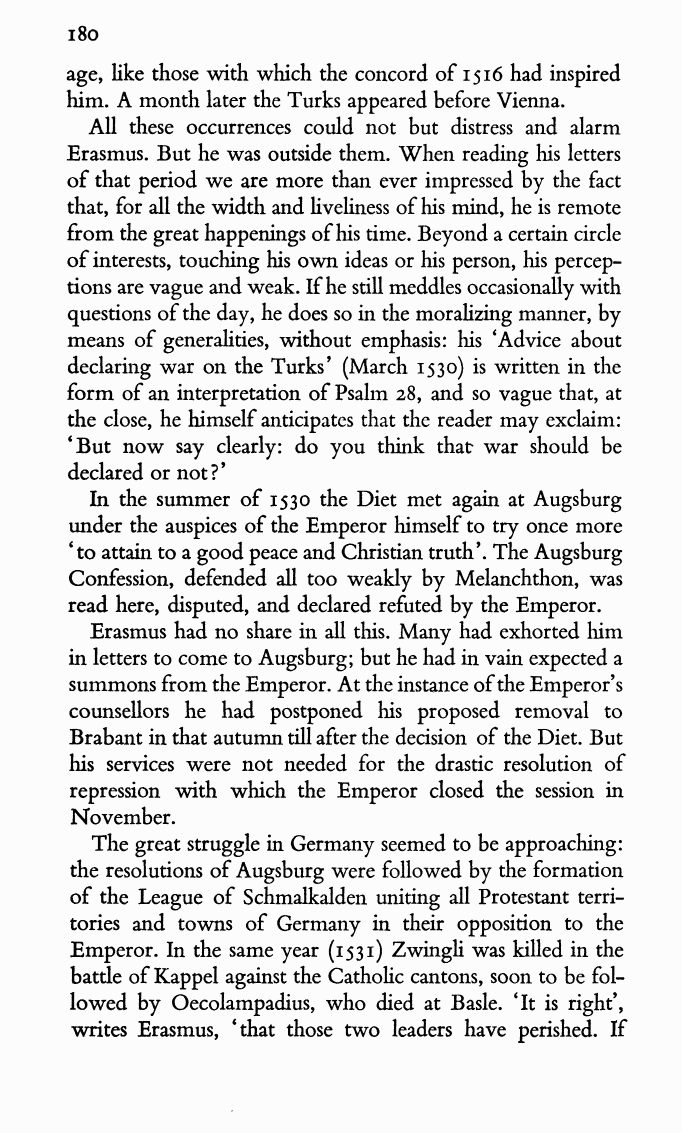 180
age, like those with which the concord of 1516 had inspired
him. A month later the Turks appeared before Vienna.
All these occurrences could not but distress and alarm
Erasmus. But he was outside them. When reading his letters
of that period we are more than ever impressed by the fact
that, for all the width and liveliness of his mind, he is remote
from the great happenings of his time. Beyond a certain circle
of interests, touching his own ideas or his person, his percep-
tions are vague and weak. If he still meddles occasionally with
questions of the day, he does so in the moralizing manner, by
means of generalities, without emphasis: his ‘Advice about
declaring war on the Turks’ (March 1530) is written in the
form of an interpretation of Psalm 28, and so vague that, at
the close, he himself anticipates that the reader may exclaim:
‘But now say clearly: do you think that war should be
declared or not?’
In the summer of 1530 the Diet met again at Augsburg
under the auspices of the Emperor himself to try once more
‘to attain to a good peace and Christian truth’. The Augsburg
Confession, defended all too weakly by Melanchthon, was
read here, disputed, and declared refuted by the Emperor.
Erasmus had no share in all this. Many had exhorted him
in letters to come to Augsburg; but he had in vain expected a
summons from the Emperor. At the instance of the Emperor’s
counsellors he had postponed his proposed removal to
Brabant in that autumn till after the decision of the Diet. But
his services were not needed for the drastic resolution of
repression with which the Emperor closed the session in
November.
The great struggle in Germany seemed to be approaching:
the resolutions of Augsburg were followed by the formation
of the League of Schmalkalden uniting all Protestant terri-
tories and towns of Germany in their opposition to the
Emperor. In the same year (1531) Zwingli was killed in the
battle of Kappel against the Catholic cantons, soon to be fol-
lowed by Oecolampadius, who died at Basle. ‘It is right’,
writes Erasmus, ‘that those two leaders have perished. If